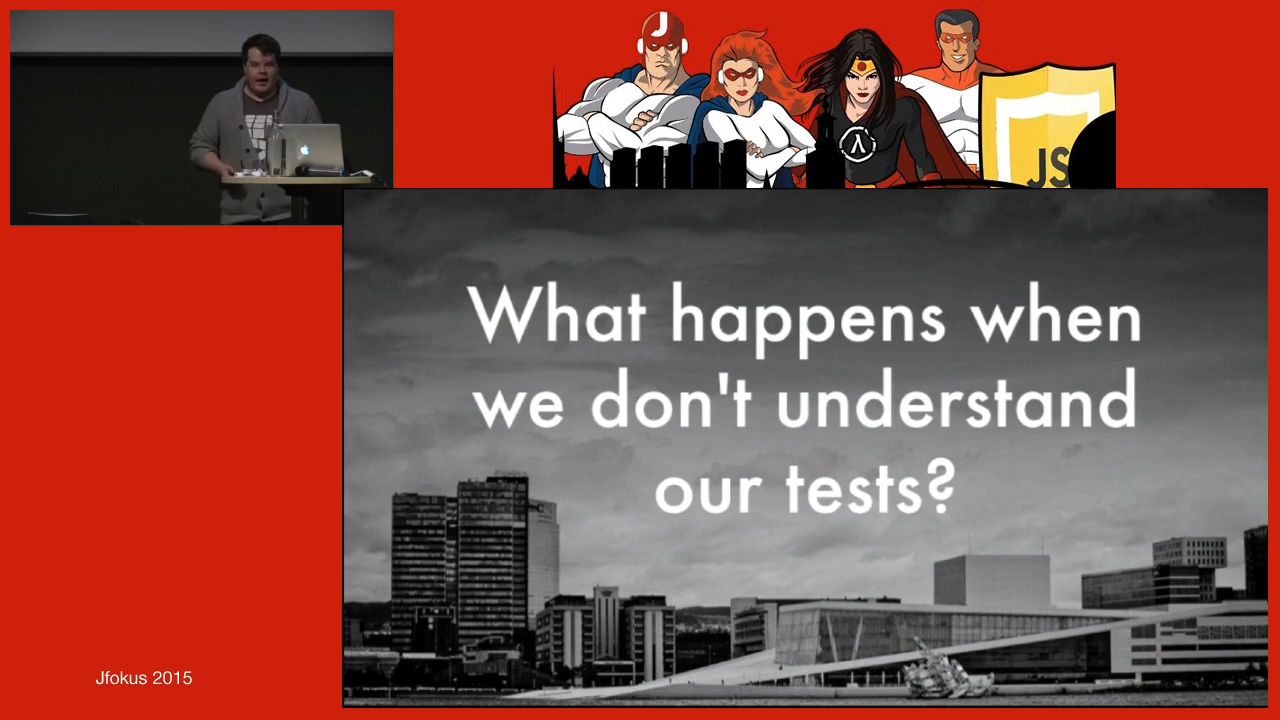 J
λ
JS
What happens when
we don't understand
our tests?
Jfokus 2015